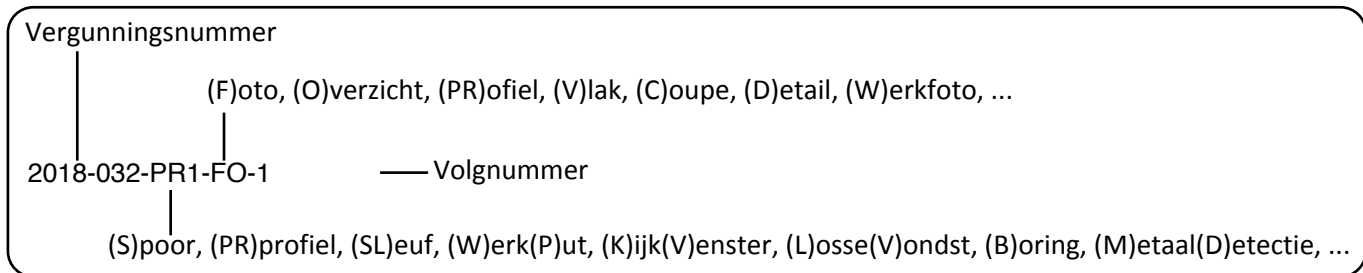 Vergunningsnummer
(F)oto, (O)verzicht, (PR)ofiel, (V)lak, (C)oupe, (D)etail, (W)erkfoto, ...
2018-032-PR1-FO-1 Volgnummer
(S)poor, (PR)profiel, (SL)euf, (W)erk(P)ut, (K)ijk(V)enster, (L)osse(V)ondst, (B)oring, (M)etaal(D)etectie, ...